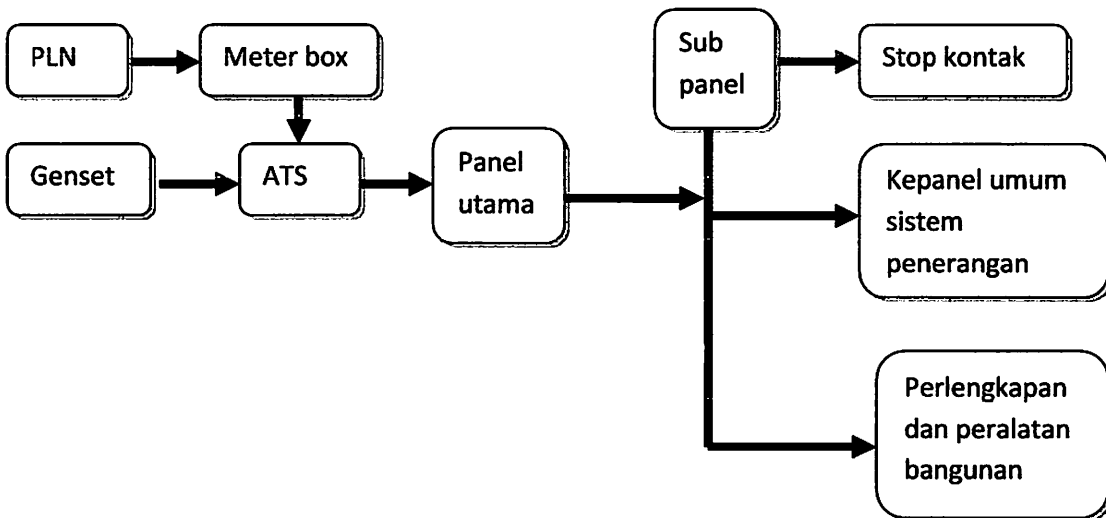 PLN
Meter box
Genset
ATS
Panel
utama
Sub
panel
Stop kontak
Kepanel umum
sistem
penerangan
Perlengkapan
dan peralatan
bangunan